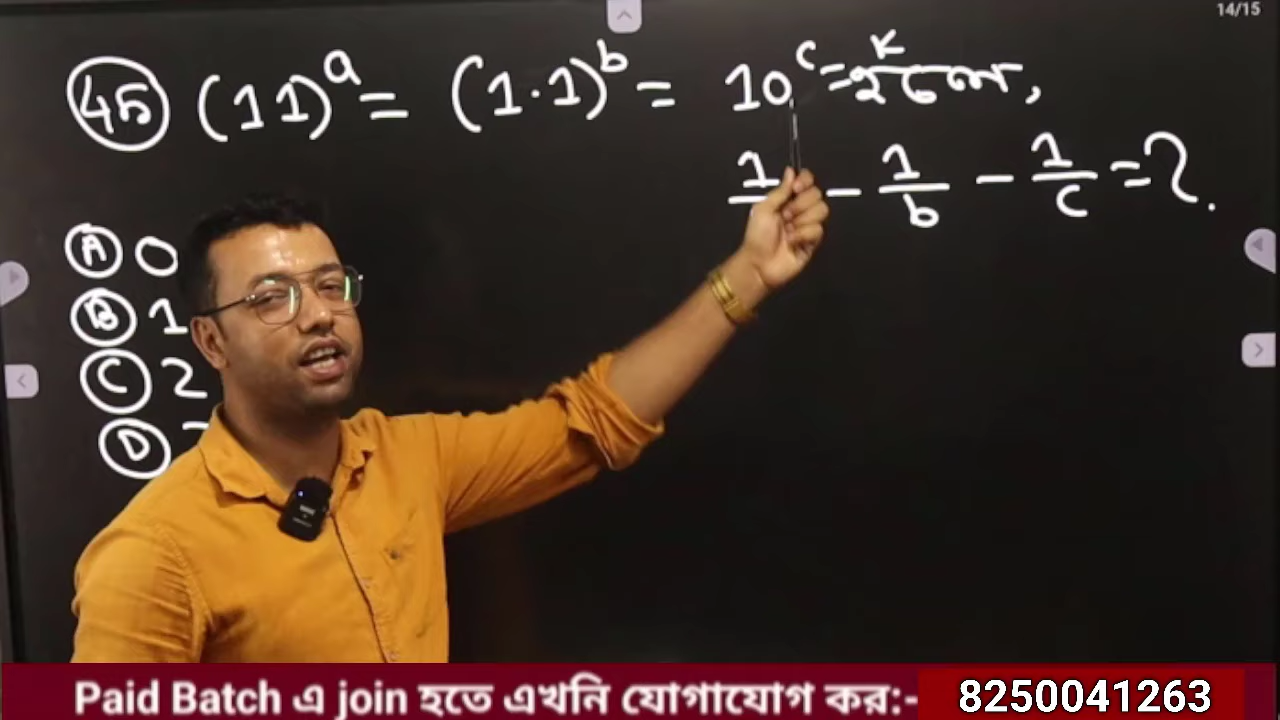 14/15
45 (11)^a = (1.1)^b = 10^c = K হলে,
1 - 1/b - 1/c = ?
A 0
B 1
C 2
D
Paid Batch এ join হতে এখনি যোগাযোগ কর:- 8250041263